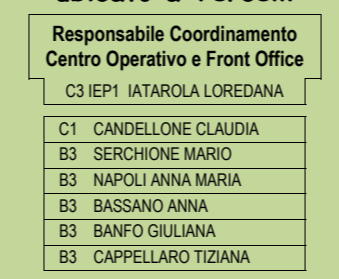 Responsabile Coordinamento
Centro Operativo e Front Office
C3 IEP1 IATAROLA LOREDANA
C1 CANDELLONE CLAUDIA
B3 SERCHIONE MARIO
B3 NAPOLI ANNA MARIA
B3 BASSANO ANNA
B3 BANFO GIULIANA
B3 CAPPELLARO TIZIANA